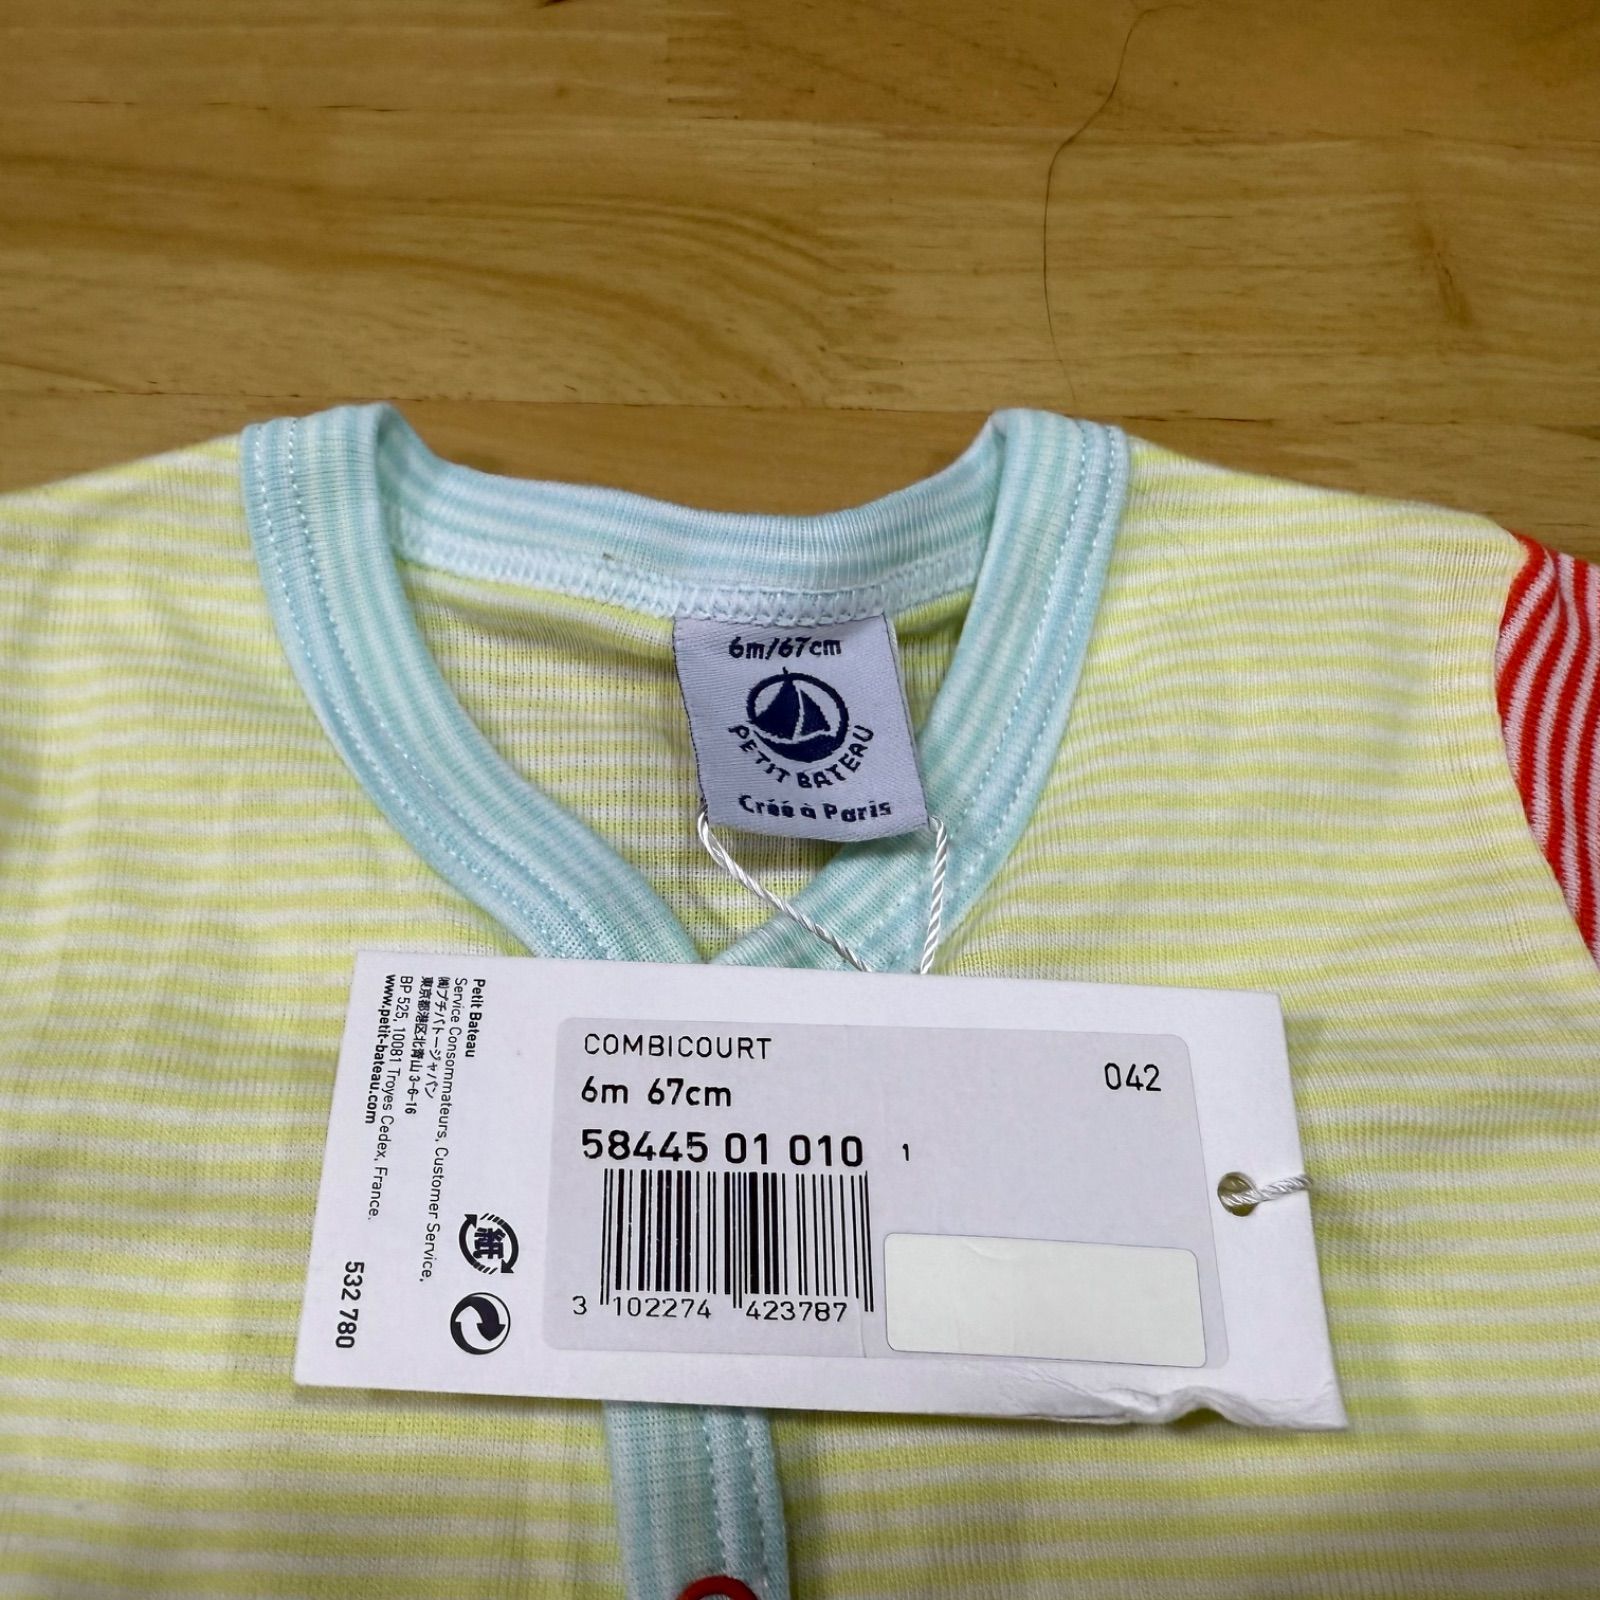 6m/67cm
PETIT BATEAU
Créé à Paris
COMBICOURT
042
6m 67cm
58445 01 010 1
3 102274 423787
Petit Bateau
Service Consommateurs, Customer Service,
㈱プチバトージャパン
東京都港区北青山 3-6-16
BP 525, 10081 Troyes Cedex, France.
www.petit-bateau.com
紙
532 780